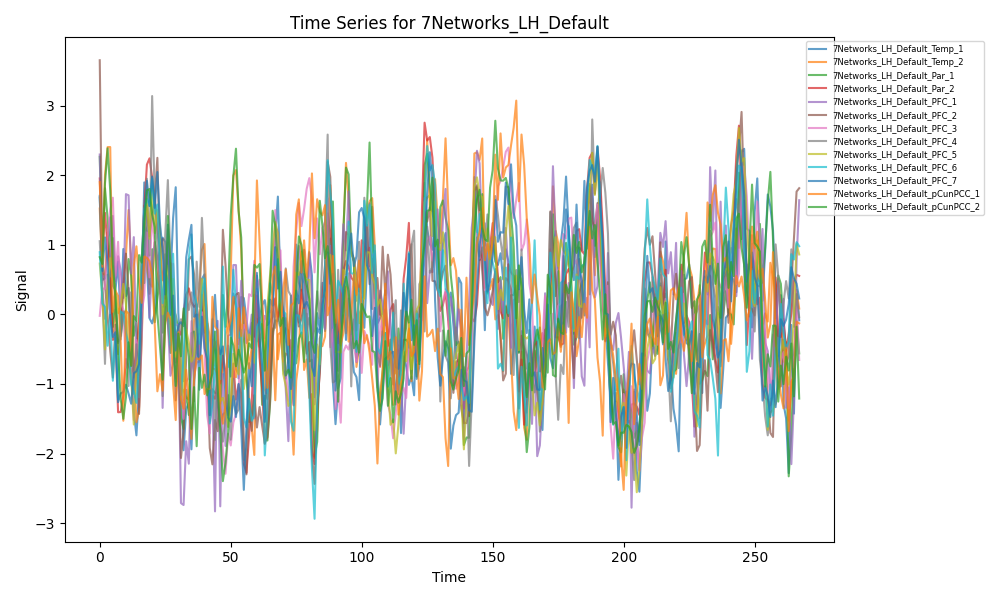 Time Series for 7Networks_LH_Default
Signal
3
2
1
0
−1
−2
−3
0 50 100 150 200 250
Time
7Networks_LH_Default_Temp_1
7Networks_LH_Default_Temp_2
7Networks_LH_Default_Par_1
7Networks_LH_Default_Par_2
7Networks_LH_Default_PFC_1
7Networks_LH_Default_PFC_2
7Networks_LH_Default_PFC_3
7Networks_LH_Default_PFC_4
7Networks_LH_Default_PFC_5
7Networks_LH_Default_PFC_6
7Networks_LH_Default_PFC_7
7Networks_LH_Default_pCunPCC_1
7Networks_LH_Default_pCunPCC_2